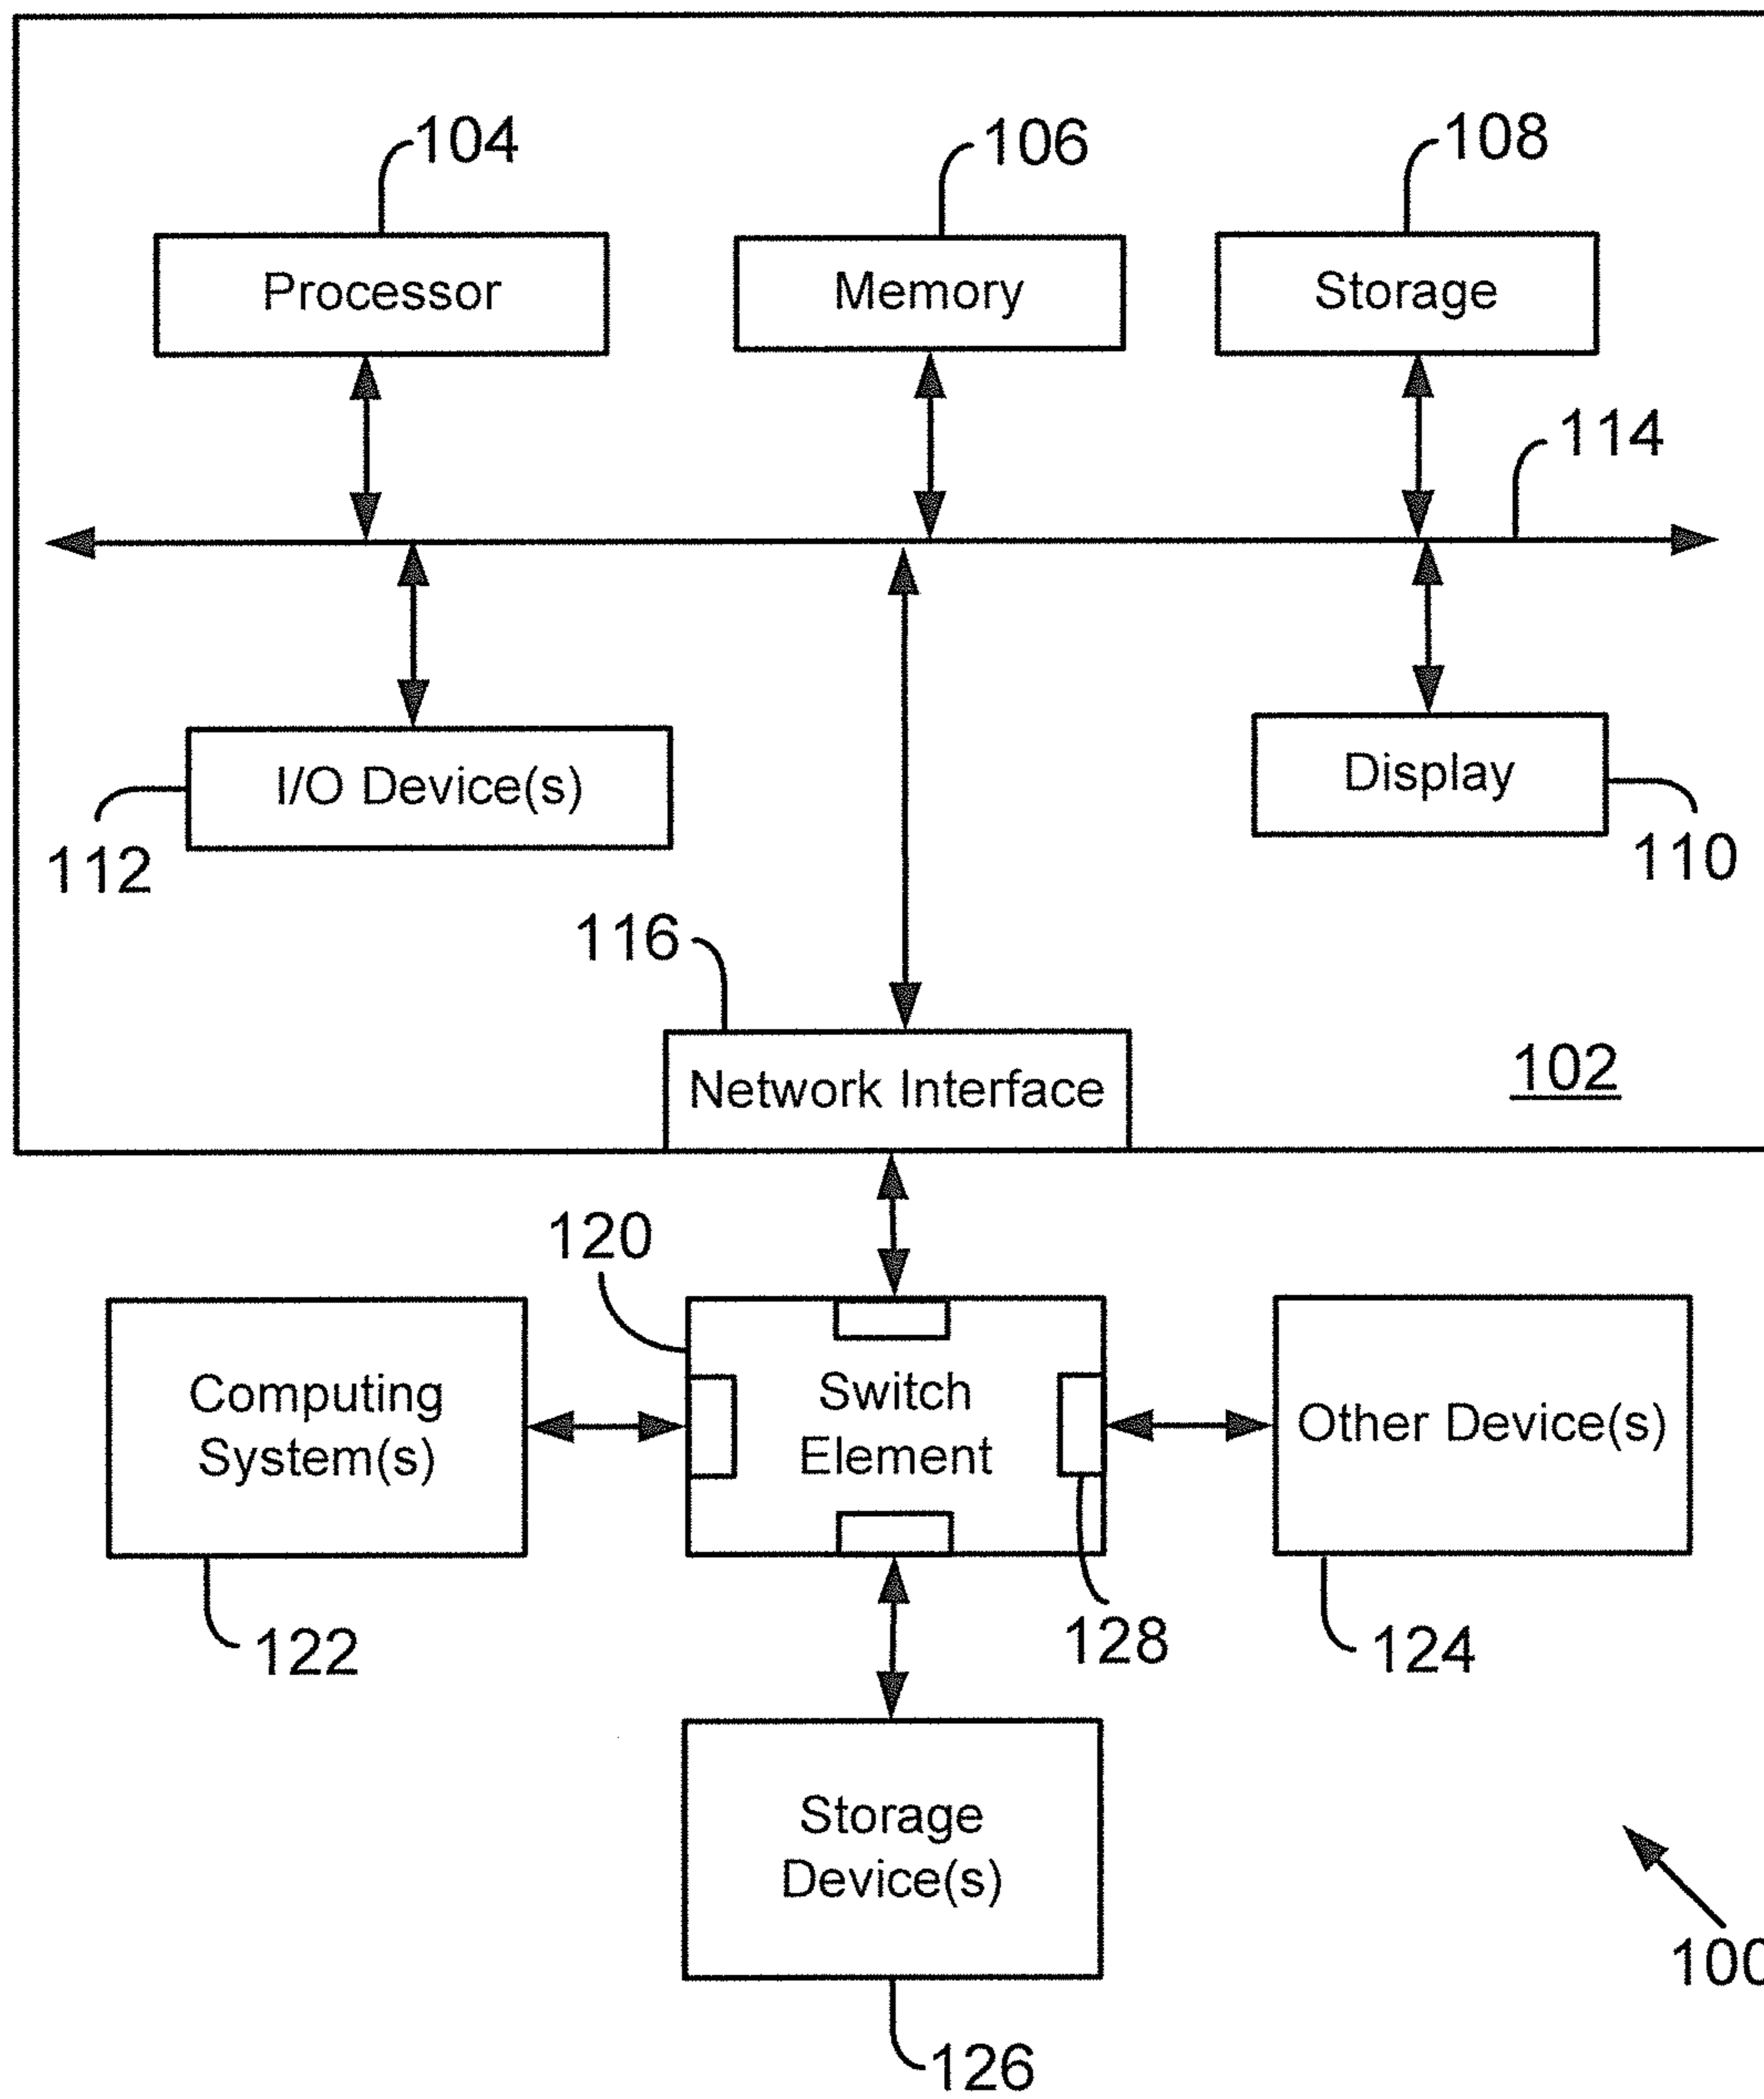 104
106
108
Processor
Memory
Storage
114
I/O Device(s)
Display
112
110
116
Network Interface
102
120
Computing
System(s)
Switch
Element
Other Device(s)
122
128
124
Storage
Device(s)
100
126